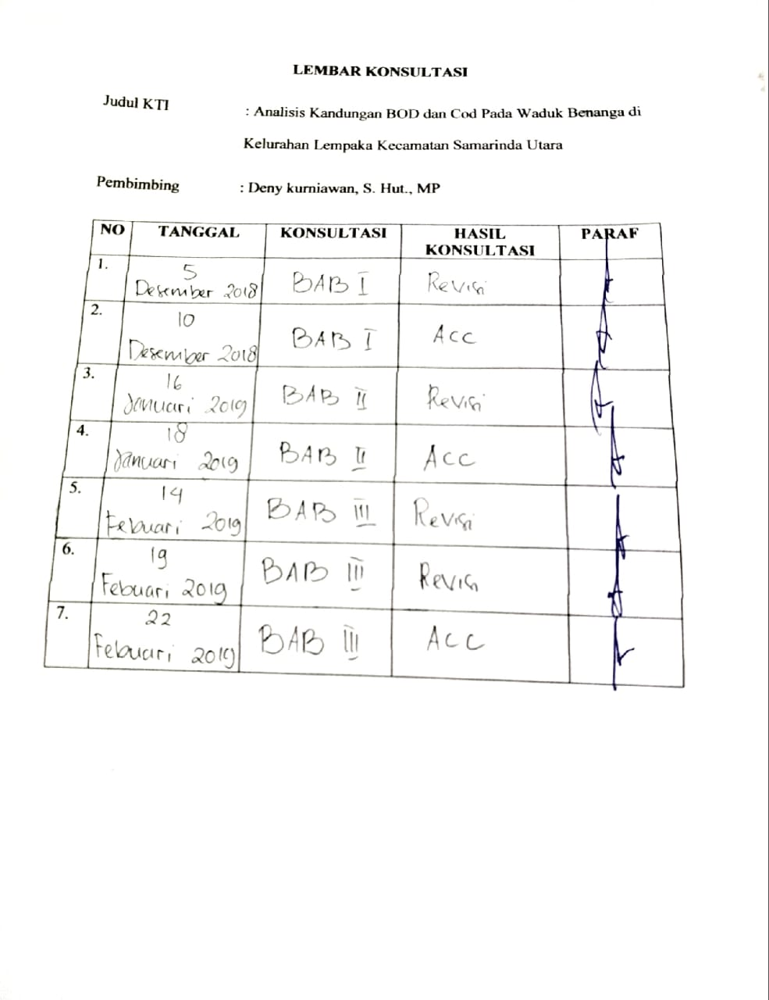 LEMBAR KONSULTASI
Judul KTI : Analisis Kandungan BOD dan Cod Pada Waduk Benanga di
Kelurahan Lempaka Kecamatan Samarinda Utara
Pembimbing : Deny kurniawan, S. Hut., MP
NO TANGGAL KONSULTASI HASIL KONSULTASI PARAF
1. 5 Desember 2018 BAB I Revisi
2. 10 Desember 2018 BAB I Acc
3. 16 Januari 2019 BAB II Revisi
4. 18 Januari 2019 BAB II Acc
5. 14 Febuari 2019 BAB III Revisi
6. 19 Febuari 2019 BAB III Revisi
7. 22 Febuari 2019 BAB III Acc